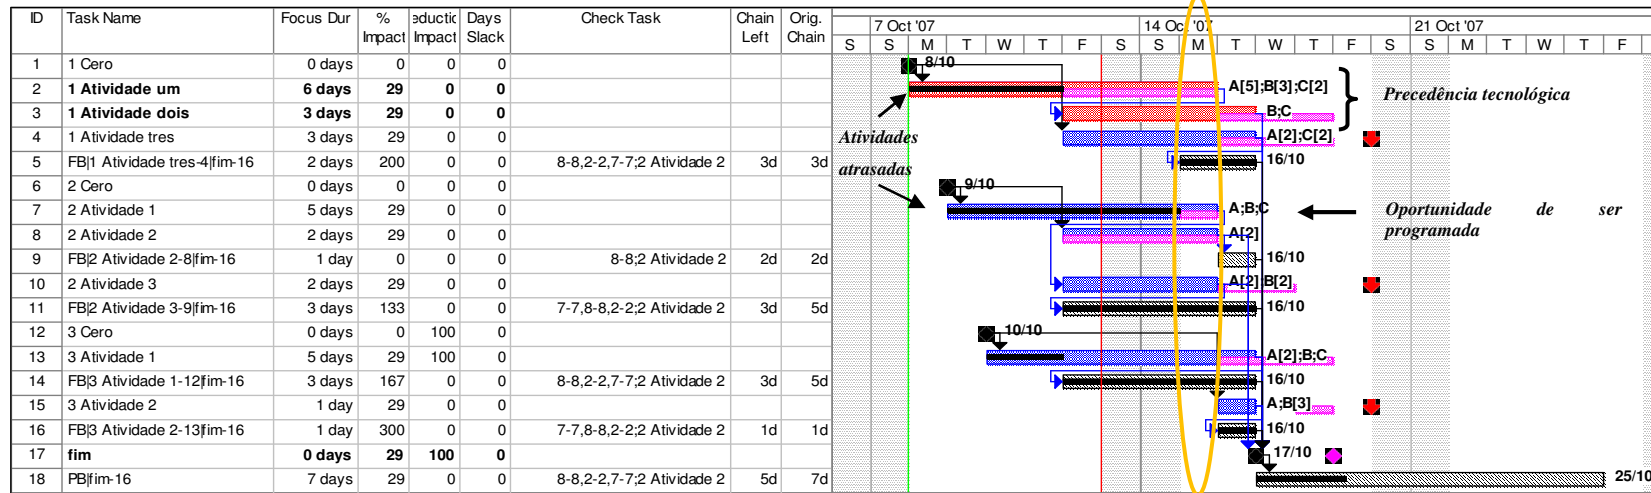 ID Task Name Focus Dur % Impact eductic Impact Days Slack Check Task Chain Left Orig. Chain
7 Oct '07 14 Oct '07 21 Oct '07
S S M T W T F S S M T W T F S S M T W T F
1 1 Cero 0 days 0 0 0 8/10
2 1 Atividade um 6 days 29 0 0 A[5];B[3];C[2]
Precedência tecnológica
3 1 Atividade dois 3 days 29 0 0 B;C
4 1 Atividade tres 3 days 29 0 0 A[2];C[2]
Atividades
5 FB|1 Atividade tres-4|fim-16 2 days 200 0 0 8-8,2-2,7-7;2 Atividade 2 3d 3d 16/10
atrasadas
6 2 Cero 0 days 0 0 0 9/10
7 2 Atividade 1 5 days 29 0 0 A;B;C
Oportunidade de ser
programada
8 2 Atividade 2 2 days 29 0 0 A[2]
9 FB|2 Atividade 2-8|fim-16 1 day 0 0 0 8-8;2 Atividade 2 2d 2d 16/10
10 2 Atividade 3 2 days 29 0 0 A[2];B[2]
11 FB|2 Atividade 3-9|fim-16 3 days 133 0 0 7-7,8-8,2-2;2 Atividade 2 3d 5d 16/10
12 3 Cero 0 days 0 100 0 10/10
13 3 Atividade 1 5 days 29 100 0 A[2];B;C
14 FB|3 Atividade 1-12|fim-16 3 days 167 0 0 8-8,2-2,7-7;2 Atividade 2 3d 5d 16/10
15 3 Atividade 2 1 day 29 0 0 A;B[3]
16 FB|3 Atividade 2-13|fim-16 1 day 300 0 0 7-7,8-8,2-2;2 Atividade 2 1d 1d 16/10
17 fim 0 days 29 100 0 17/10
18 PB|fim-16 7 days 29 0 0 8-8,2-2,7-7;2 Atividade 2 5d 7d 25/10